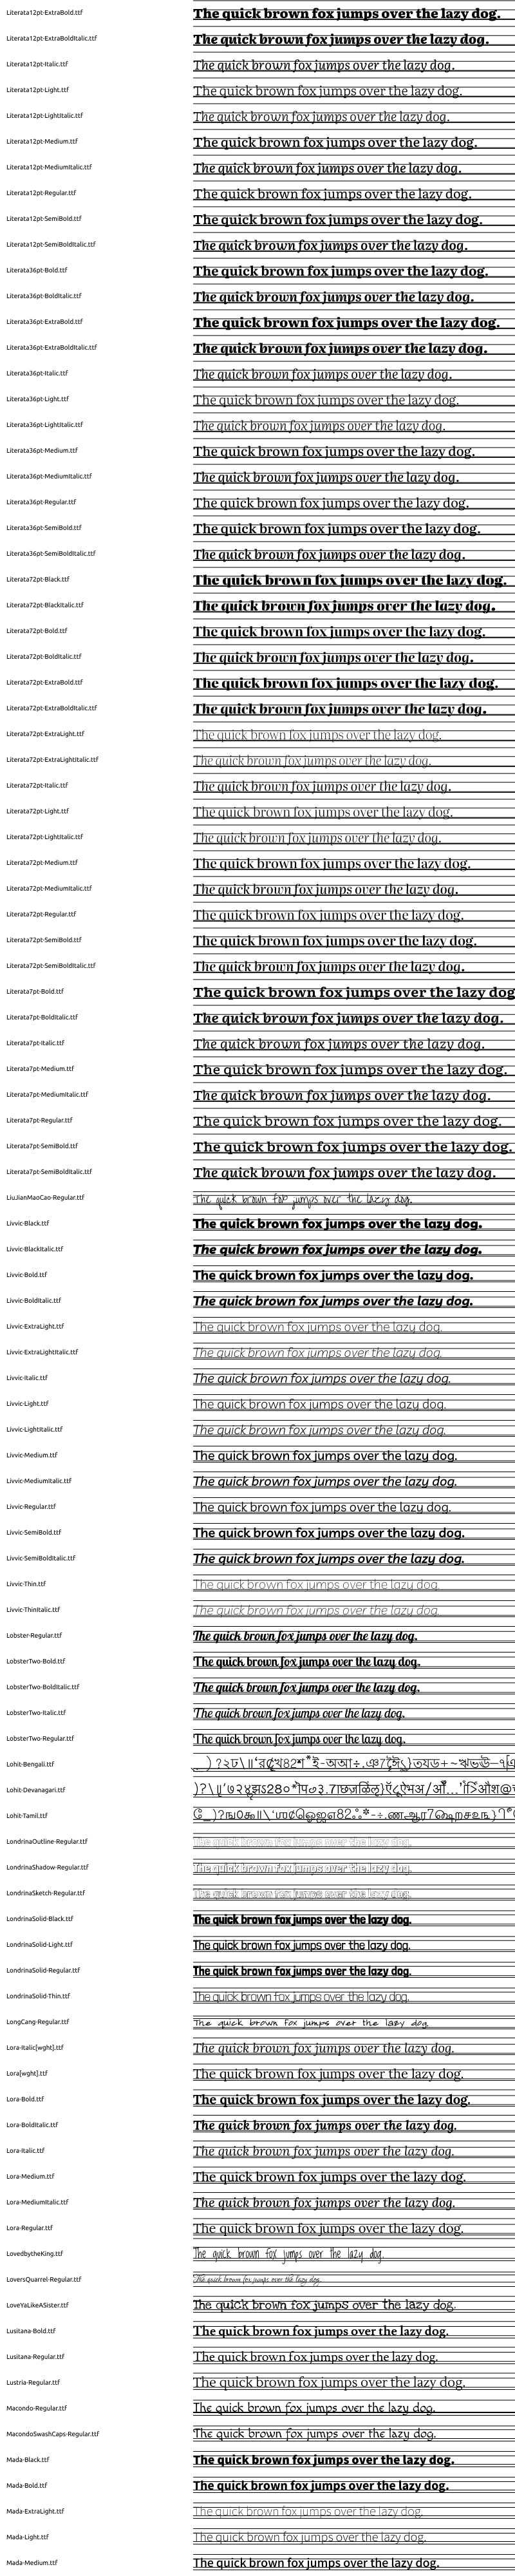 Literata12pt-ExtraBold.ttf The quick brown fox jumps over the lazy dog.
Literata12pt-ExtraBoldItalic.ttf The quick brown fox jumps over the lazy dog.
Literata12pt-Italic.ttf The quick brown fox jumps over the lazy dog.
Literata12pt-Light.ttf The quick brown fox jumps over the lazy dog.
Literata12pt-LightItalic.ttf The quick brown fox jumps over the lazy dog.
Literata12pt-Medium.ttf The quick brown fox jumps over the lazy dog.
Literata12pt-MediumItalic.ttf The quick brown fox jumps over the lazy dog.
Literata12pt-Regular.ttf The quick brown fox jumps over the lazy dog.
Literata12pt-SemiBold.ttf The quick brown fox jumps over the lazy dog.
Literata12pt-SemiBoldItalic.ttf The quick brown fox jumps over the lazy dog.
Literata36pt-Bold.ttf The quick brown fox jumps over the lazy dog.
Literata36pt-BoldItalic.ttf The quick brown fox jumps over the lazy dog.
Literata36pt-ExtraBold.ttf The quick brown fox jumps over the lazy dog.
Literata36pt-ExtraBoldItalic.ttf The quick brown fox jumps over the lazy dog.
Literata36pt-Italic.ttf The quick brown fox jumps over the lazy dog.
Literata36pt-Light.ttf The quick brown fox jumps over the lazy dog.
Literata36pt-LightItalic.ttf The quick brown fox jumps over the lazy dog.
Literata36pt-Medium.ttf The quick brown fox jumps over the lazy dog.
Literata36pt-MediumItalic.ttf The quick brown fox jumps over the lazy dog.
Literata36pt-Regular.ttf The quick brown fox jumps over the lazy dog.
Literata36pt-SemiBold.ttf The quick brown fox jumps over the lazy dog.
Literata36pt-SemiBoldItalic.ttf The quick brown fox jumps over the lazy dog.
Literata72pt-Black.ttf The quick brown fox jumps over the lazy dog.
Literata72pt-BlackItalic.ttf The quick brown fox jumps over the lazy dog.
Literata72pt-Bold.ttf The quick brown fox jumps over the lazy dog.
Literata72pt-BoldItalic.ttf The quick brown fox jumps over the lazy dog.
Literata72pt-ExtraBold.ttf The quick brown fox jumps over the lazy dog.
Literata72pt-ExtraBoldItalic.ttf The quick brown fox jumps over the lazy dog.
Literata72pt-ExtraLight.ttf The quick brown fox jumps over the lazy dog.
Literata72pt-ExtraLightItalic.ttf The quick brown fox jumps over the lazy dog.
Literata72pt-Italic.ttf The quick brown fox jumps over the lazy dog.
Literata72pt-Light.ttf The quick brown fox jumps over the lazy dog.
Literata72pt-LightItalic.ttf The quick brown fox jumps over the lazy dog.
Literata72pt-Medium.ttf The quick brown fox jumps over the lazy dog.
Literata72pt-MediumItalic.ttf The quick brown fox jumps over the lazy dog.
Literata72pt-Regular.ttf The quick brown fox jumps over the lazy dog.
Literata72pt-SemiBold.ttf The quick brown fox jumps over the lazy dog.
Literata72pt-SemiBoldItalic.ttf The quick brown fox jumps over the lazy dog.
Literata7pt-Bold.ttf The quick brown fox jumps over the lazy dog
Literata7pt-BoldItalic.ttf The quick brown fox jumps over the lazy dog.
Literata7pt-Italic.ttf The quick brown fox jumps over the lazy dog.
Literata7pt-Medium.ttf The quick brown fox jumps over the lazy dog.
Literata7pt-MediumItalic.ttf The quick brown fox jumps over the lazy dog.
Literata7pt-Regular.ttf The quick brown fox jumps over the lazy dog.
Literata7pt-SemiBold.ttf The quick brown fox jumps over the lazy dog.
Literata7pt-SemiBoldItalic.ttf The quick brown fox jumps over the lazy dog.
LiuJianMaoCao-Regular.ttf The quick brown fox jumps over the lazy dog.
Livvic-Black.ttf The quick brown fox jumps over the lazy dog.
Livvic-BlackItalic.ttf The quick brown fox jumps over the lazy dog.
Livvic-Bold.ttf The quick brown fox jumps over the lazy dog.
Livvic-BoldItalic.ttf The quick brown fox jumps over the lazy dog.
Livvic-ExtraLight.ttf The quick brown fox jumps over the lazy dog.
Livvic-ExtraLightItalic.ttf The quick brown fox jumps over the lazy dog.
Livvic-Italic.ttf The quick brown fox jumps over the lazy dog.
Livvic-Light.ttf The quick brown fox jumps over the lazy dog.
Livvic-LightItalic.ttf The quick brown fox jumps over the lazy dog.
Livvic-Medium.ttf The quick brown fox jumps over the lazy dog.
Livvic-MediumItalic.ttf The quick brown fox jumps over the lazy dog.
Livvic-Regular.ttf The quick brown fox jumps over the lazy dog.
Livvic-SemiBold.ttf The quick brown fox jumps over the lazy dog.
Livvic-SemiBoldItalic.ttf The quick brown fox jumps over the lazy dog.
Livvic-Thin.ttf The quick brown fox jumps over the lazy dog.
Livvic-ThinItalic.ttf The quick brown fox jumps over the lazy dog.
Lobster-Regular.ttf The quick brown fox jumps over the lazy dog.
LobsterTwo-Bold.ttf The quick brown fox jumps over the lazy dog.
LobsterTwo-BoldItalic.ttf The quick brown fox jumps over the lazy dog.
LobsterTwo-Italic.ttf The quick brown fox jumps over the lazy dog.
LobsterTwo-Regular.ttf The quick brown fox jumps over the lazy dog.
Lohit-Bengali.ttf
Lohit-Devanagari.ttf
Lohit-Tamil.ttf
LondrinaOutline-Regular.ttf The quick brown fox jumps over the lazy dog.
LondrinaShadow-Regular.ttf The quick brown fox jumps over the lazy dog.
LondrinaSketch-Regular.ttf The quick brown fox jumps over the lazy dog.
LondrinaSolid-Black.ttf The quick brown fox jumps over the lazy dog.
LondrinaSolid-Light.ttf The quick brown fox jumps over the lazy dog.
LondrinaSolid-Regular.ttf The quick brown fox jumps over the lazy dog.
LondrinaSolid-Thin.ttf The quick brown fox jumps over the lazy dog.
LongCang-Regular.ttf The quick brown fox jumps over the lazy dog.
Lora-Italic[wght].ttf The quick brown fox jumps over the lazy dog.
Lora[wght].ttf The quick brown fox jumps over the lazy dog.
Lora-Bold.ttf The quick brown fox jumps over the lazy dog.
Lora-BoldItalic.ttf The quick brown fox jumps over the lazy dog.
Lora-Italic.ttf The quick brown fox jumps over the lazy dog.
Lora-Medium.ttf The quick brown fox jumps over the lazy dog.
Lora-MediumItalic.ttf The quick brown fox jumps over the lazy dog.
Lora-Regular.ttf The quick brown fox jumps over the lazy dog.
LovedbytheKing.ttf The quick brown fox jumps over the lazy dog.
LoversQuarrel-Regular.ttf The quick brown fox jumps over the lazy dog.
LoveYaLikeASister.ttf The quick brown fox jumps over the lazy dog.
Lusitana-Bold.ttf The quick brown fox jumps over the lazy dog.
Lusitana-Regular.ttf The quick brown fox jumps over the lazy dog.
Lustria-Regular.ttf The quick brown fox jumps over the lazy dog.
Macondo-Regular.ttf The quick brown fox jumps over the lazy dog.
MacondoSwashCaps-Regular.ttf The quick brown fox jumps over the lazy dog.
Mada-Black.ttf The quick brown fox jumps over the lazy dog.
Mada-Bold.ttf The quick brown fox jumps over the lazy dog.
Mada-ExtraLight.ttf The quick brown fox jumps over the lazy dog.
Mada-Light.ttf The quick brown fox jumps over the lazy dog.
Mada-Medium.ttf The quick brown fox jumps over the lazy dog.